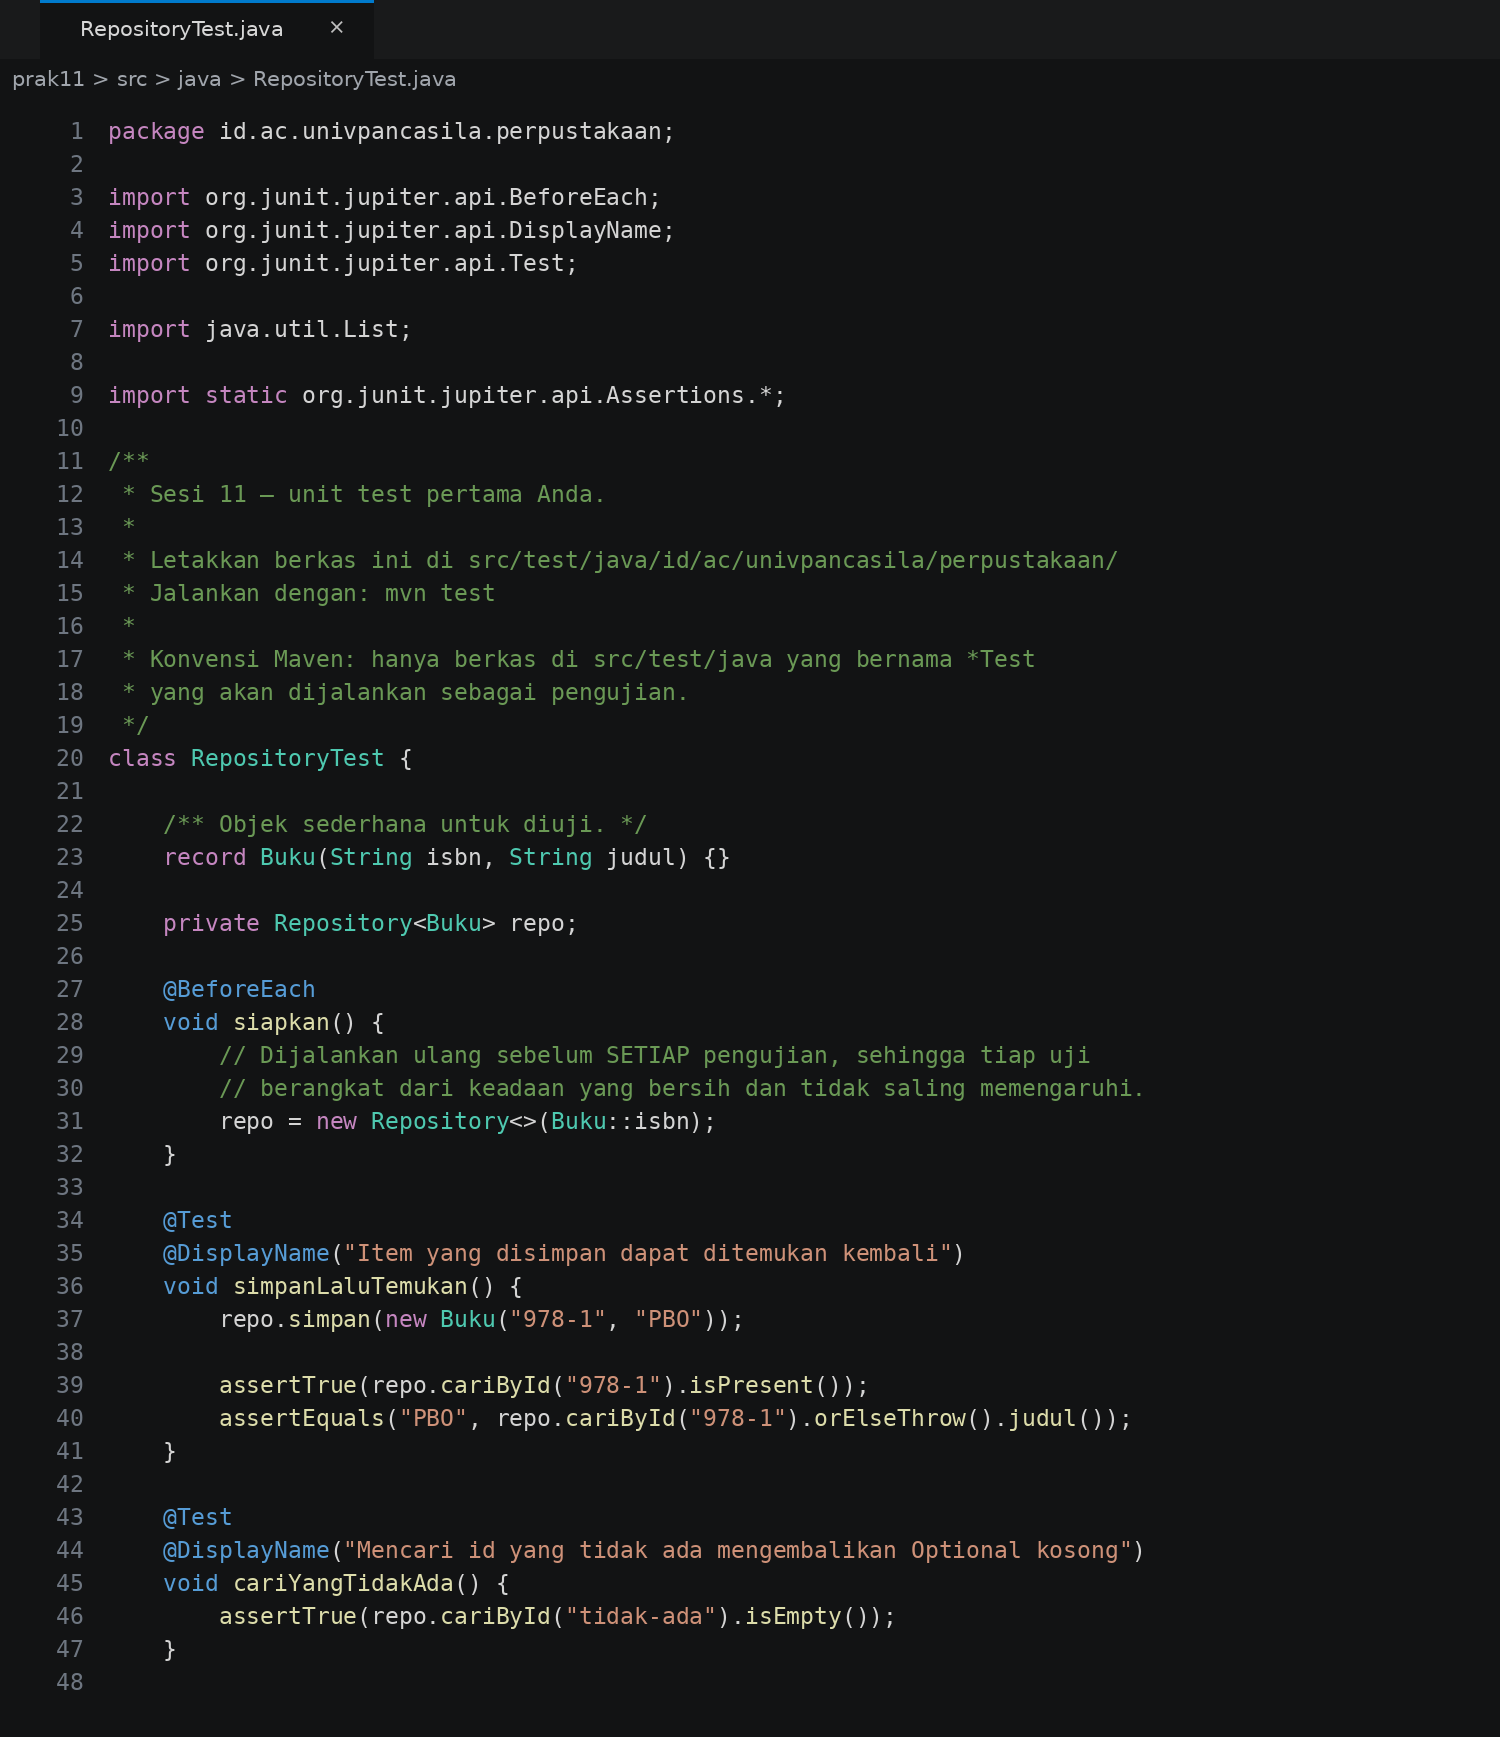 RepositoryTest.java ×
prak11 > src > java > RepositoryTest.java
1 package id.ac.univpancasila.perpustakaan;
2
3 import org.junit.jupiter.api.BeforeEach;
4 import org.junit.jupiter.api.DisplayName;
5 import org.junit.jupiter.api.Test;
6
7 import java.util.List;
8
9 import static org.junit.jupiter.api.Assertions.*;
10
11 /**
12  * Sesi 11 — unit test pertama Anda.
13  *
14  * Letakkan berkas ini di src/test/java/id/ac/univpancasila/perpustakaan/
15  * Jalankan dengan: mvn test
16  *
17  * Konvensi Maven: hanya berkas di src/test/java yang bernama *Test
18  * yang akan dijalankan sebagai pengujian.
19  */
20 class RepositoryTest {
21
22     /** Objek sederhana untuk diuji. */
23     record Buku(String isbn, String judul) {}
24
25     private Repository<Buku> repo;
26
27     @BeforeEach
28     void siapkan() {
29         // Dijalankan ulang sebelum SETIAP pengujian, sehingga tiap uji
30         // berangkat dari keadaan yang bersih dan tidak saling memengaruhi.
31         repo = new Repository<>(Buku::isbn);
32     }
33
34     @Test
35     @DisplayName("Item yang disimpan dapat ditemukan kembali")
36     void simpanLaluTemukan() {
37         repo.simpan(new Buku("978-1", "PBO"));
38
39         assertTrue(repo.cariById("978-1").isPresent());
40         assertEquals("PBO", repo.cariById("978-1").orElseThrow().judul());
41     }
42
43     @Test
44     @DisplayName("Mencari id yang tidak ada mengembalikan Optional kosong")
45     void cariYangTidakAda() {
46         assertTrue(repo.cariById("tidak-ada").isEmpty());
47     }
48